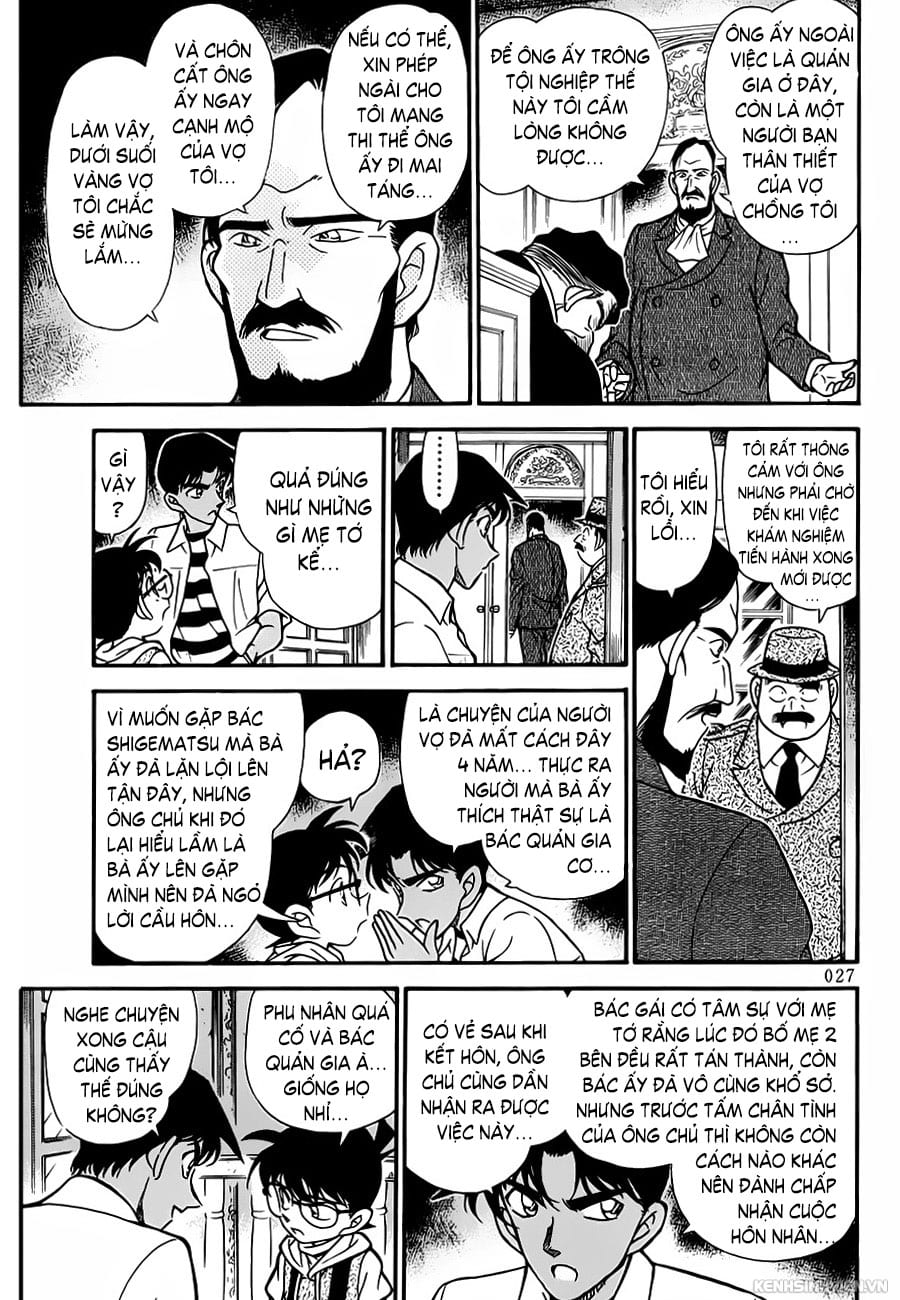 ÔNG ẤY NGOÀI
VIỆC LÀ QUẢN
GIA Ở ĐÂY,
CÒN LÀ MỘT
NGƯỜI BẠN
THÂN THIẾT
CỦA VỢ
CHỒNG TÔI
...
ĐỂ ÔNG ẤY TRÔNG
TỘI NGHIỆP THẾ
NÀY TÔI CẦM
LÒNG KHÔNG
ĐƯỢC...
NẾU CÓ THỂ,
XIN PHÉP
NGÀI CHO
TÔI MANG
THI THỂ ÔNG
ẤY ĐI MAI
TÁNG...
VÀ CHÔN
CẤT ÔNG
ẤY NGAY
CẠNH MỘ
CỦA VỢ
TÔI...
LÀM VẬY,
DƯỚI SUỐI
VÀNG VỢ
TÔI CHẮC
SẼ MỪNG
LẮM...
TÔI RẤT THÔNG
CẢM VỚI ÔNG
NHƯNG PHẢI CHỜ
ĐẾN KHI VIỆC
KHÁM NGHIỆM
TIẾN HÀNH XONG
MỚI ĐƯỢC
...
TÔI HIỂU
RỒI, XIN
LỖI...
........
QUẢ ĐÚNG
NHƯ NHỮNG
GÌ MẸ TỚ
KỂ...
GÌ
VẬY
?
LÀ CHUYỆN CỦA NGƯỜI
VỢ ĐÃ MẤT CÁCH ĐÂY
4 NĂM... THỰC RA
NGƯỜI MÀ BÀ ẤY
THÍCH THẬT SỰ LÀ
BÁC QUẢN GIA
CƠ...
HẢ?
VÌ MUỐN GẶP BÁC
SHIGEMATSU MÀ BÀ
ẤY ĐÃ LẶN LỘI LÊN
TẬN ĐÂY, NHƯNG
ÔNG CHỦ KHI ĐÓ
LẠI HIỂU LẦM LÀ
BÀ ẤY LÊN GẶP
MÌNH NÊN ĐÃ NGỎ
LỜI CẦU HÔN...
027
BÁC GÁI CÓ TÂM SỰ VỚI MẸ
TỚ RẰNG LÚC ĐÓ BỐ MẸ 2
BÊN ĐỀU RẤT TÁN THÀNH, CÒN
BÁC ẤY ĐÃ VÔ CÙNG KHỔ SỞ.
NHƯNG TRƯỚC TẤM CHÂN TÌNH
CỦA ÔNG CHỦ THÌ KHÔNG CÒN
CÁCH NÀO KHÁC
NÊN ĐÀNH CHẤP
NHẬN CUỘC
HÔN NHÂN...
CÓ VẺ SAU KHI
KẾT HÔN, ÔNG
CHỦ CŨNG DẦN
NHẬN RA ĐƯỢC
VIỆC NÀY...
PHU NHÂN QUÁ
CỐ VÀ BÁC
QUẢN GIA À...
GIỐNG HỌ
NHỈ...
NGHE CHUYỆN
XONG CẬU
CŨNG THẤY
THẾ ĐÚNG
KHÔNG?